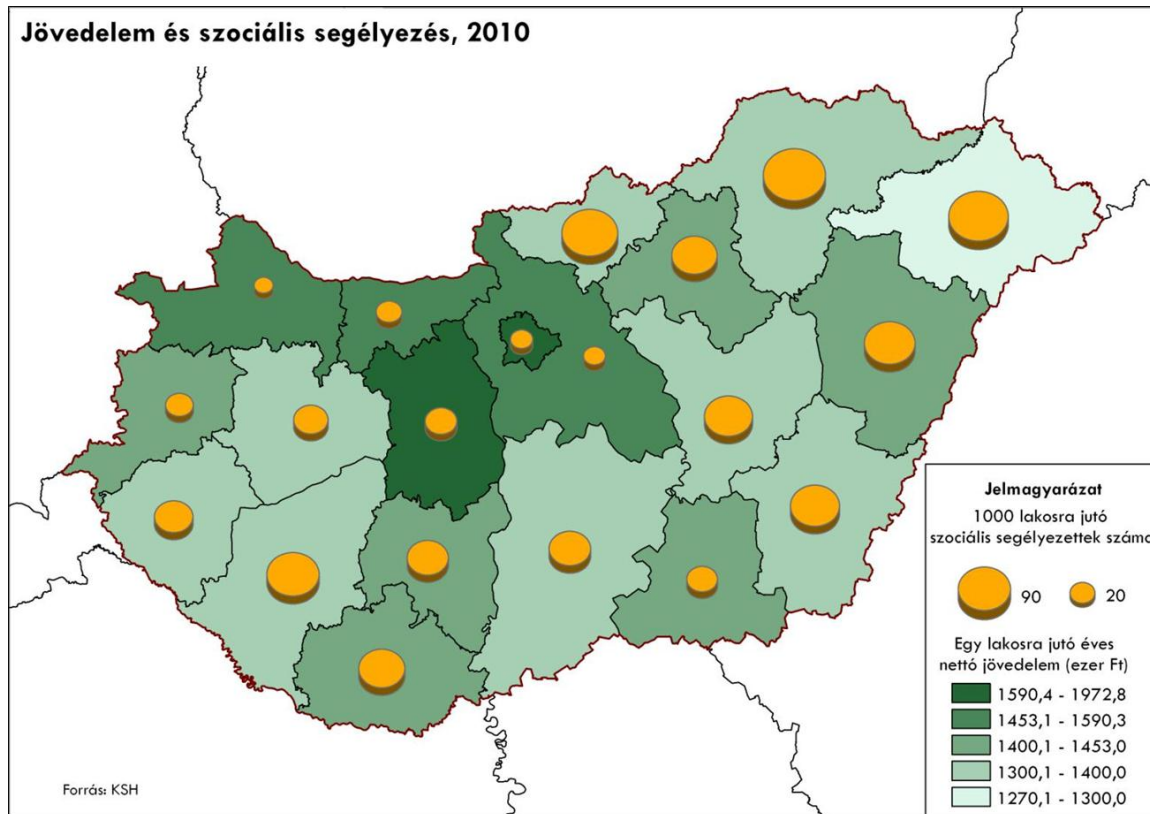 Jövedelem és szociális segélyezés, 2010
Jelmagyarázat
1000 lakosra jutó
szociális segélyezettek száma
90
20
Egy lakosra jutó éves
nettó jövedelem (ezer Ft)
1590,4 - 1972,8
1453,1 - 1590,3
1400,1 - 1453,0
1300,1 - 1400,0
1270,1 - 1300,0
Forrás: KSH